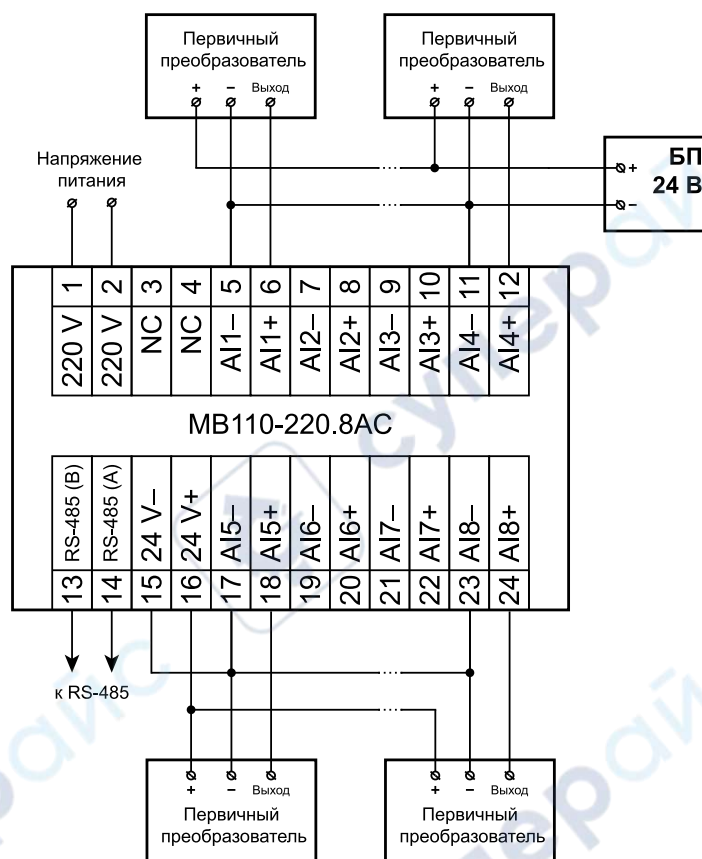 Первичный
преобразователь
+ − Выход
Первичный
преобразователь
+ − Выход
Напряжение
питания
БП
24 В
+
−
1 2 3 4 5 6 7 8 9 10 11 12
220 V 220 V NC NC AI1− AI1+ AI2− AI2+ AI3− AI3+ AI4− AI4+
МВ110-220.8АС
RS-485 (B) RS-485 (A) 24 V− 24 V+ AI5− AI5+ AI6− AI6+ AI7− AI7+ AI8− AI8+
13 14 15 16 17 18 19 20 21 22 23 24
к RS-485
+ − Выход
Первичный
преобразователь
+ − Выход
Первичный
преобразователь
суперайс